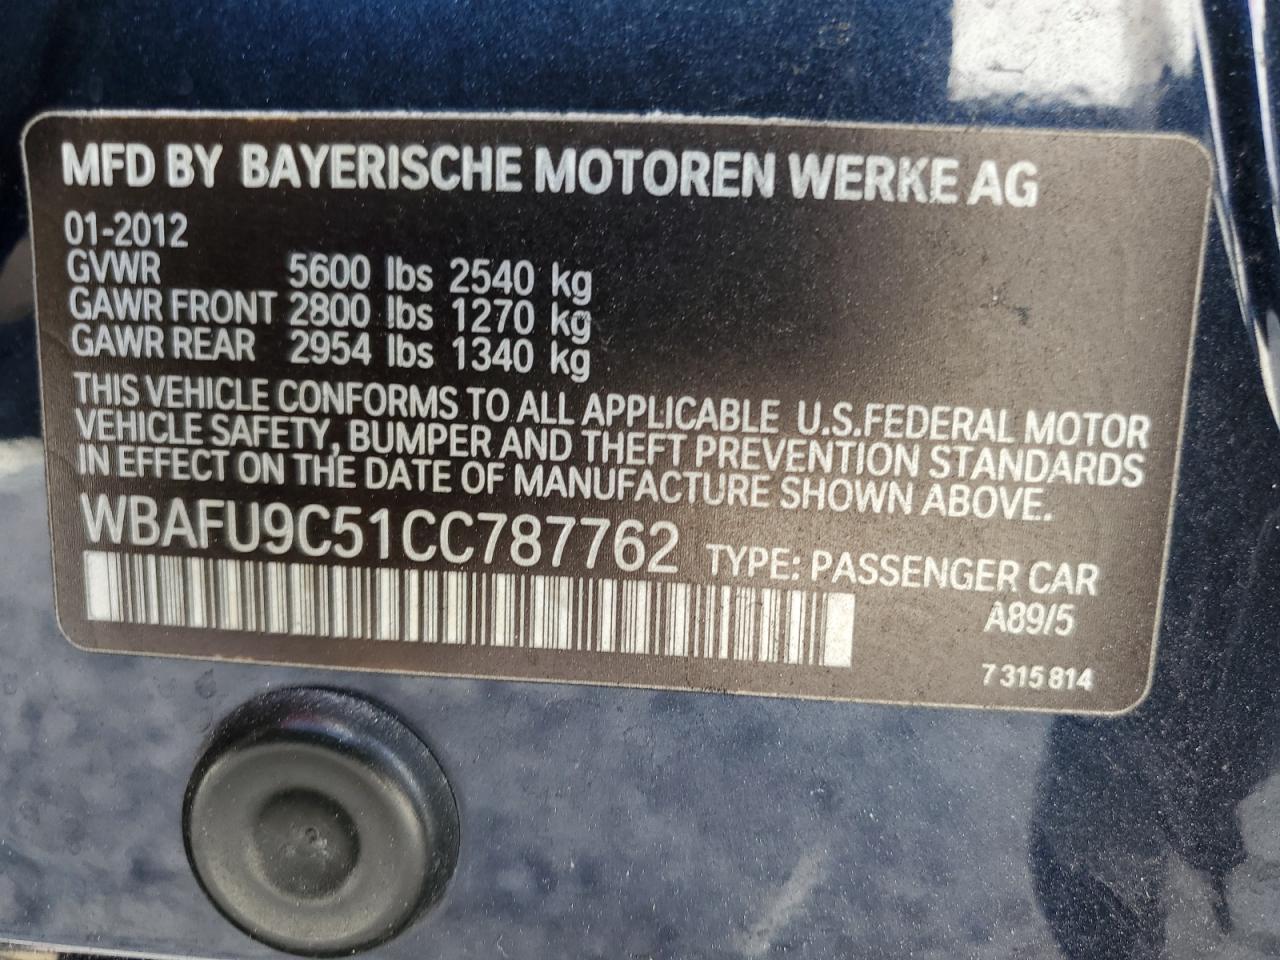 MFD BY BAYERISCHE MOTOREN WERKE AG
01-2012
GVWR 5600 lbs 2540 kg
GAWR FRONT 2800 lbs 1270 kg
GAWR REAR 2954 lbs 1340 kg
THIS VEHICLE CONFORMS TO ALL APPLICABLE U.S.FEDERAL MOTOR
VEHICLE SAFETY, BUMPER AND THEFT PREVENTION STANDARDS
IN EFFECT ON THE DATE OF MANUFACTURE SHOWN ABOVE.
WBAFU9C51CC787762 TYPE: PASSENGER CAR
A89/5
7 315 814